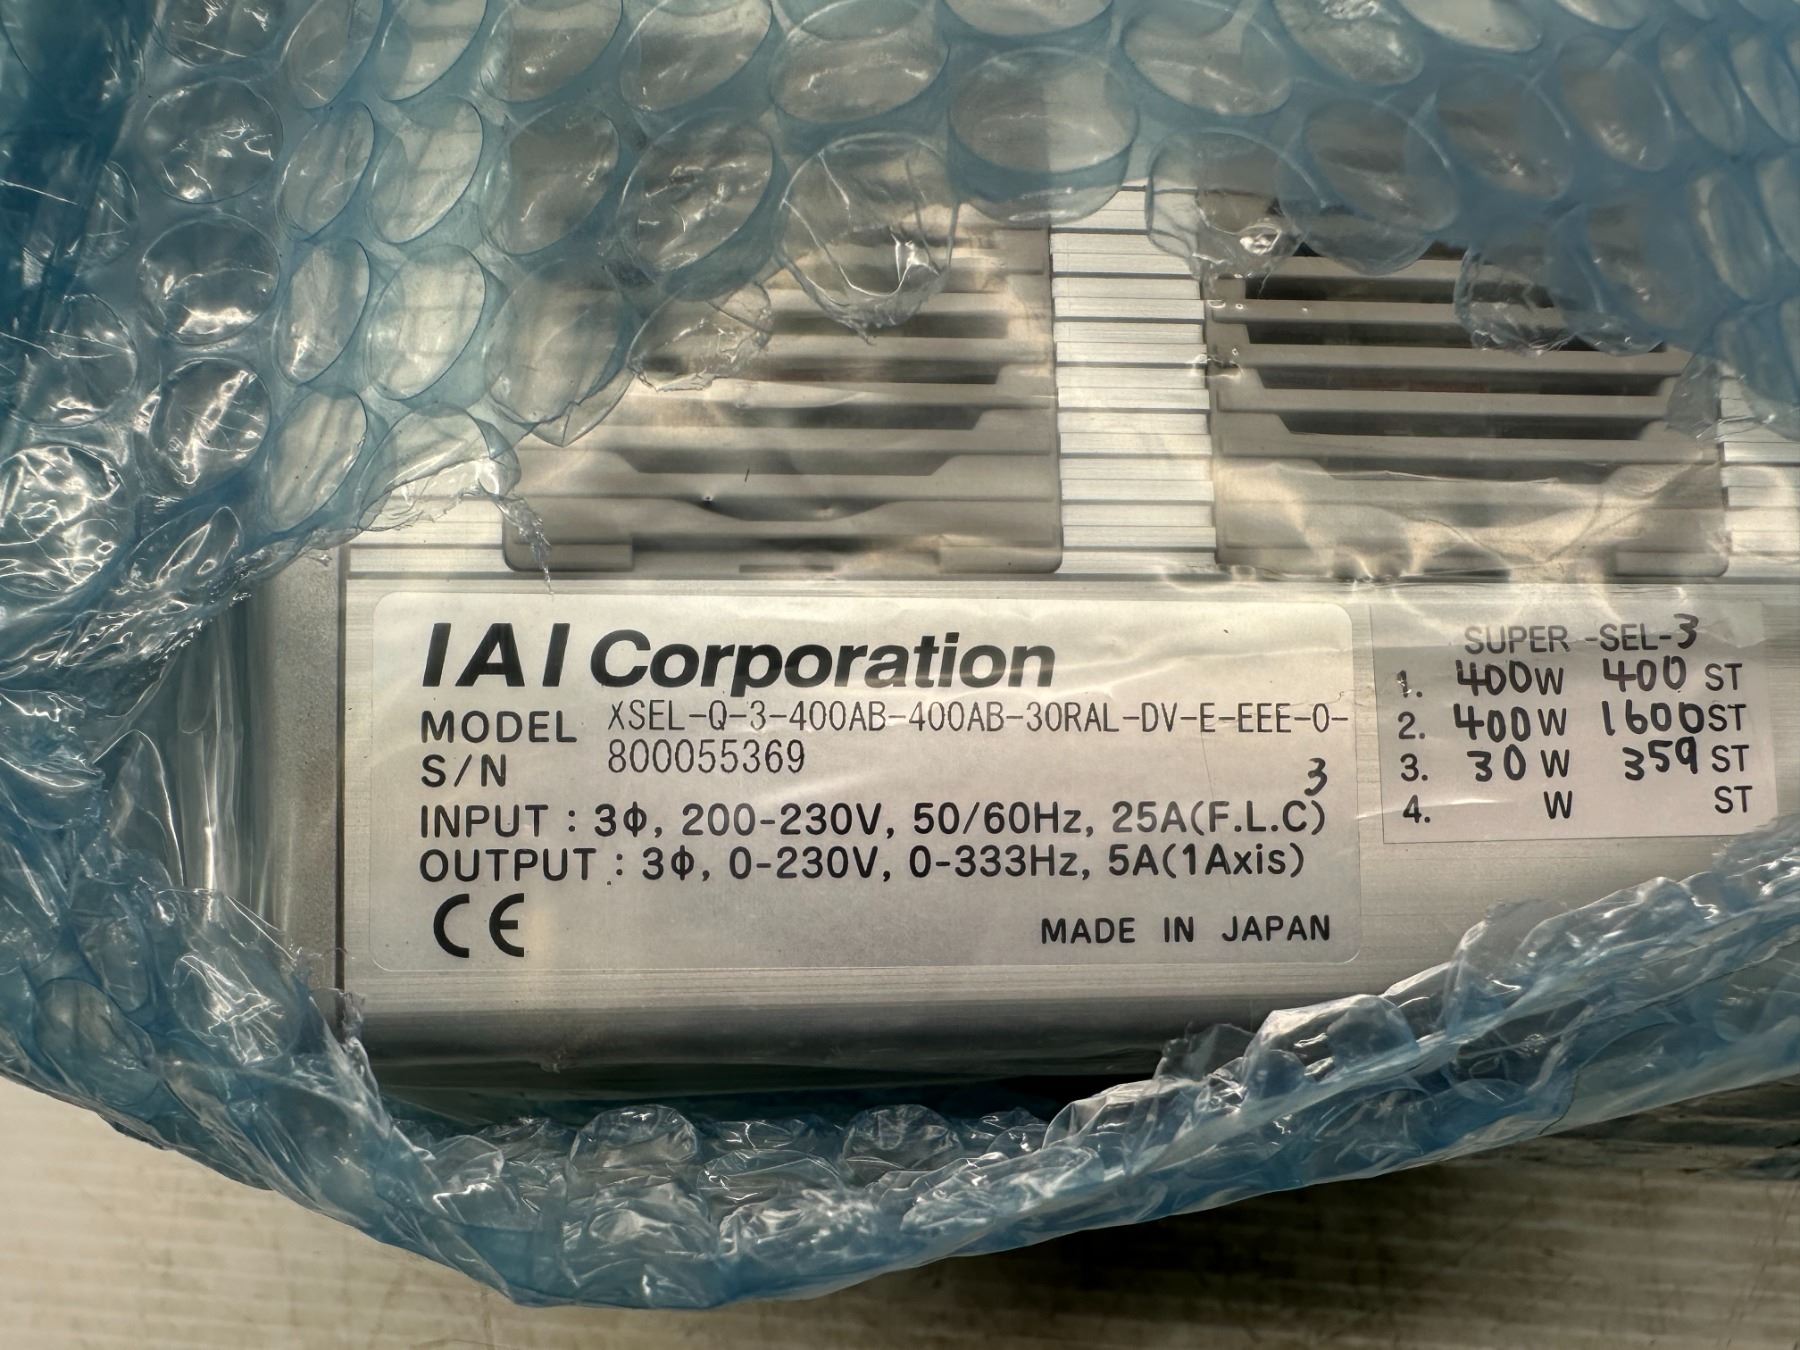 IAI Corporation
MODEL XSEL-Q-3-400AB-400AB-30RAL-DV-E-EEE-0-
S/N 800055369 3
INPUT : 3Φ, 200-230V, 50/60Hz, 25A(F.L.C)
OUTPUT : 3Φ, 0-230V, 0-333Hz, 5A(1Axis)
CE
MADE IN JAPAN
SUPER -SEL-3
1. 400W 400 ST
2. 400W 1600ST
3. 30 W 359 ST
4. W ST